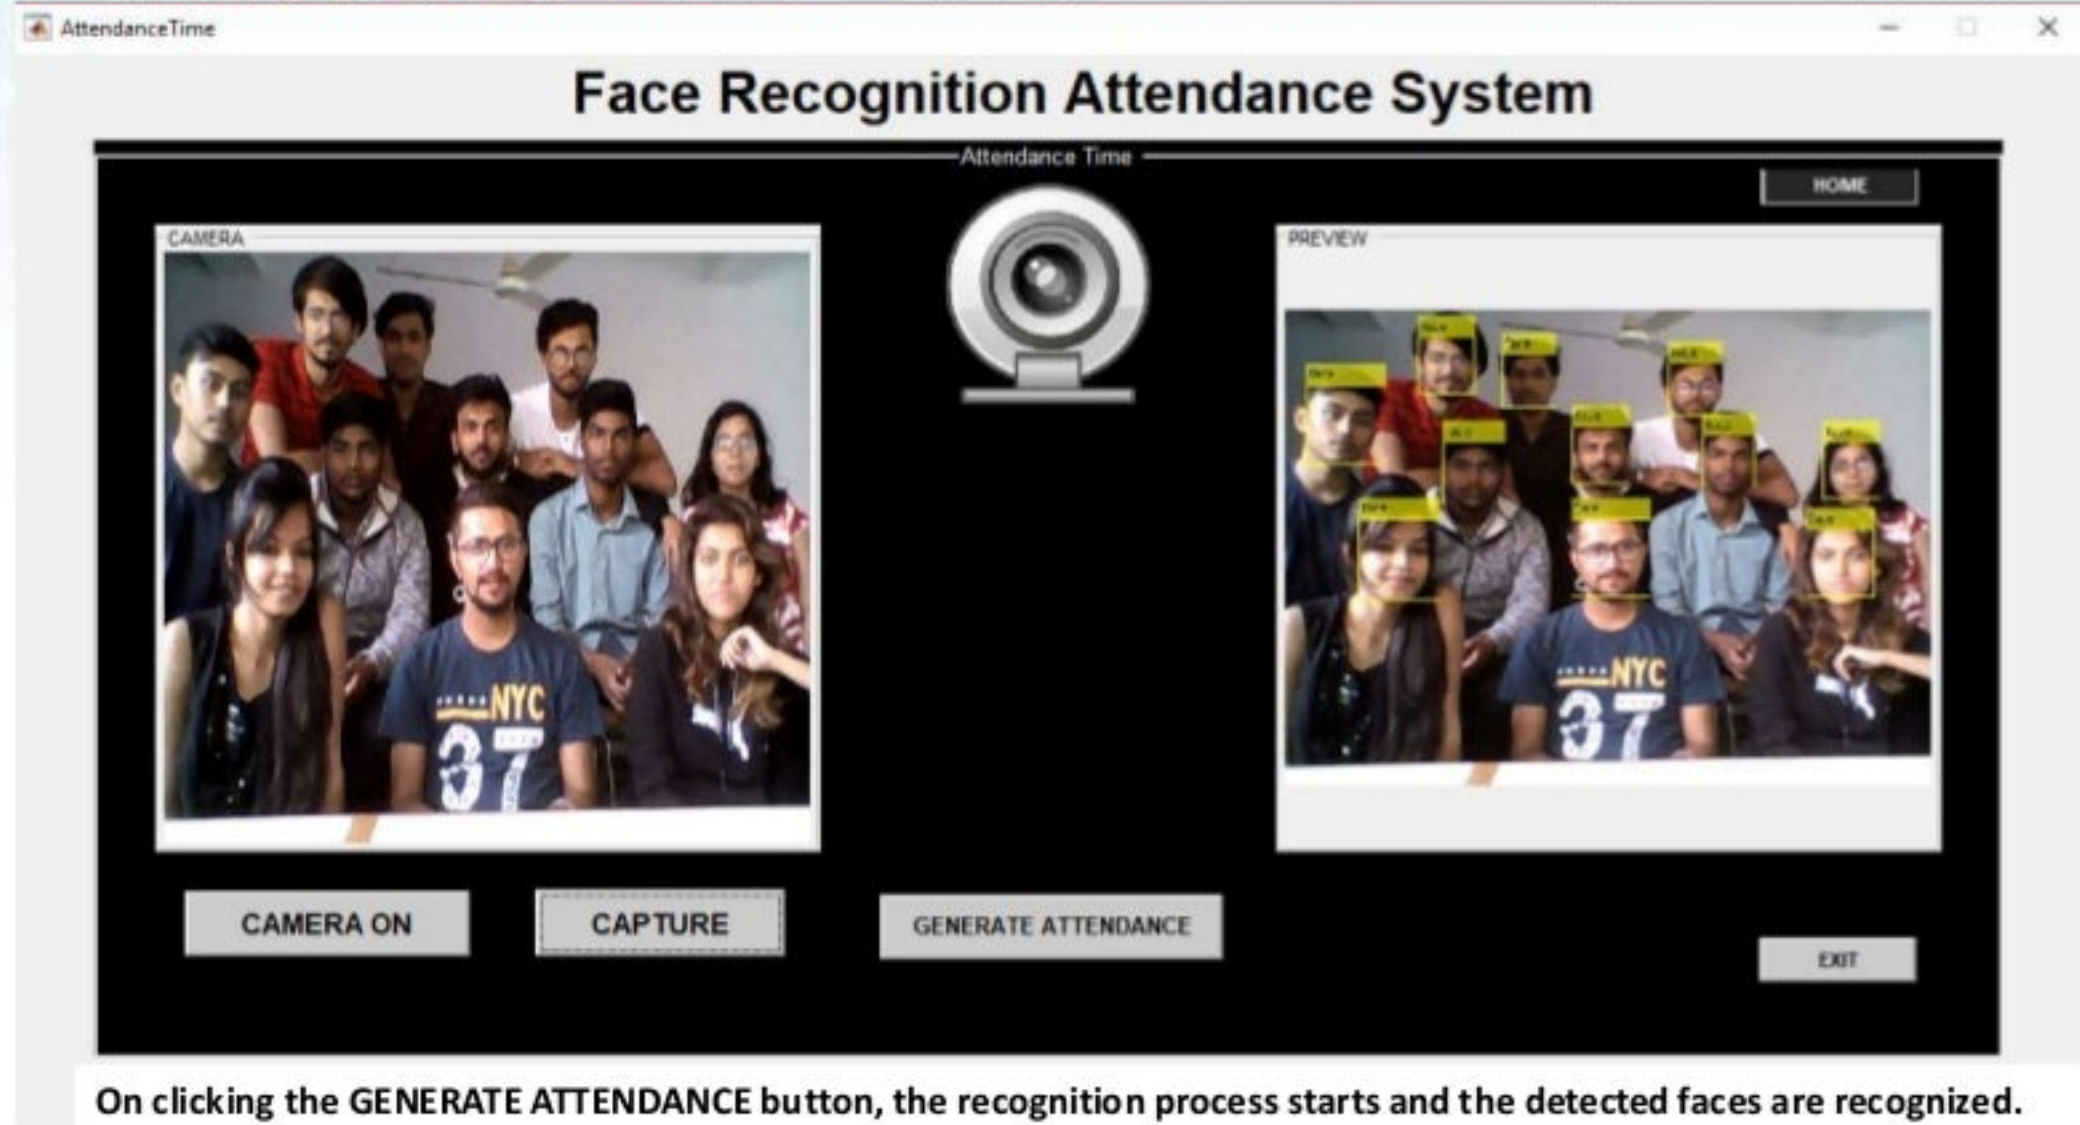 AttendanceTime
Face Recognition Attendance System
Attendance Time
HOME
CAMERA
PREVIEW
NYC
37
NYC
37
CAMERA ON
CAPTURE
GENERATE ATTENDANCE
EXIT
On clicking the GENERATE ATTENDANCE button, the recognition process starts and the detected faces are recognized.